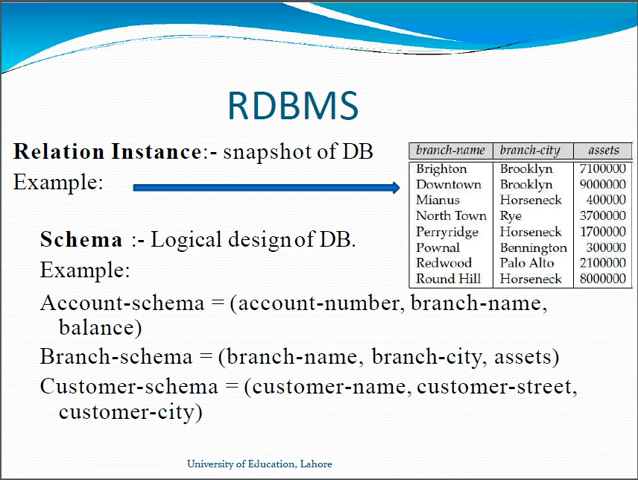 RDBMS
Relation Instance:- snapshot of DB
Example:
branch-name branch-city assets
Brighton Brooklyn 7100000
Downtown Brooklyn 9000000
Mianus Horseneck 400000
North Town Rye 3700000
Perryridge Horseneck 1700000
Pownal Bennington 300000
Redwood Palo Alto 2100000
Round Hill Horseneck 8000000
Schema :- Logical design of DB.
Example:
Account-schema = (account-number, branch-name,
balance)
Branch-schema = (branch-name, branch-city, assets)
Customer-schema = (customer-name, customer-street,
customer-city)
University of Education, Lahore